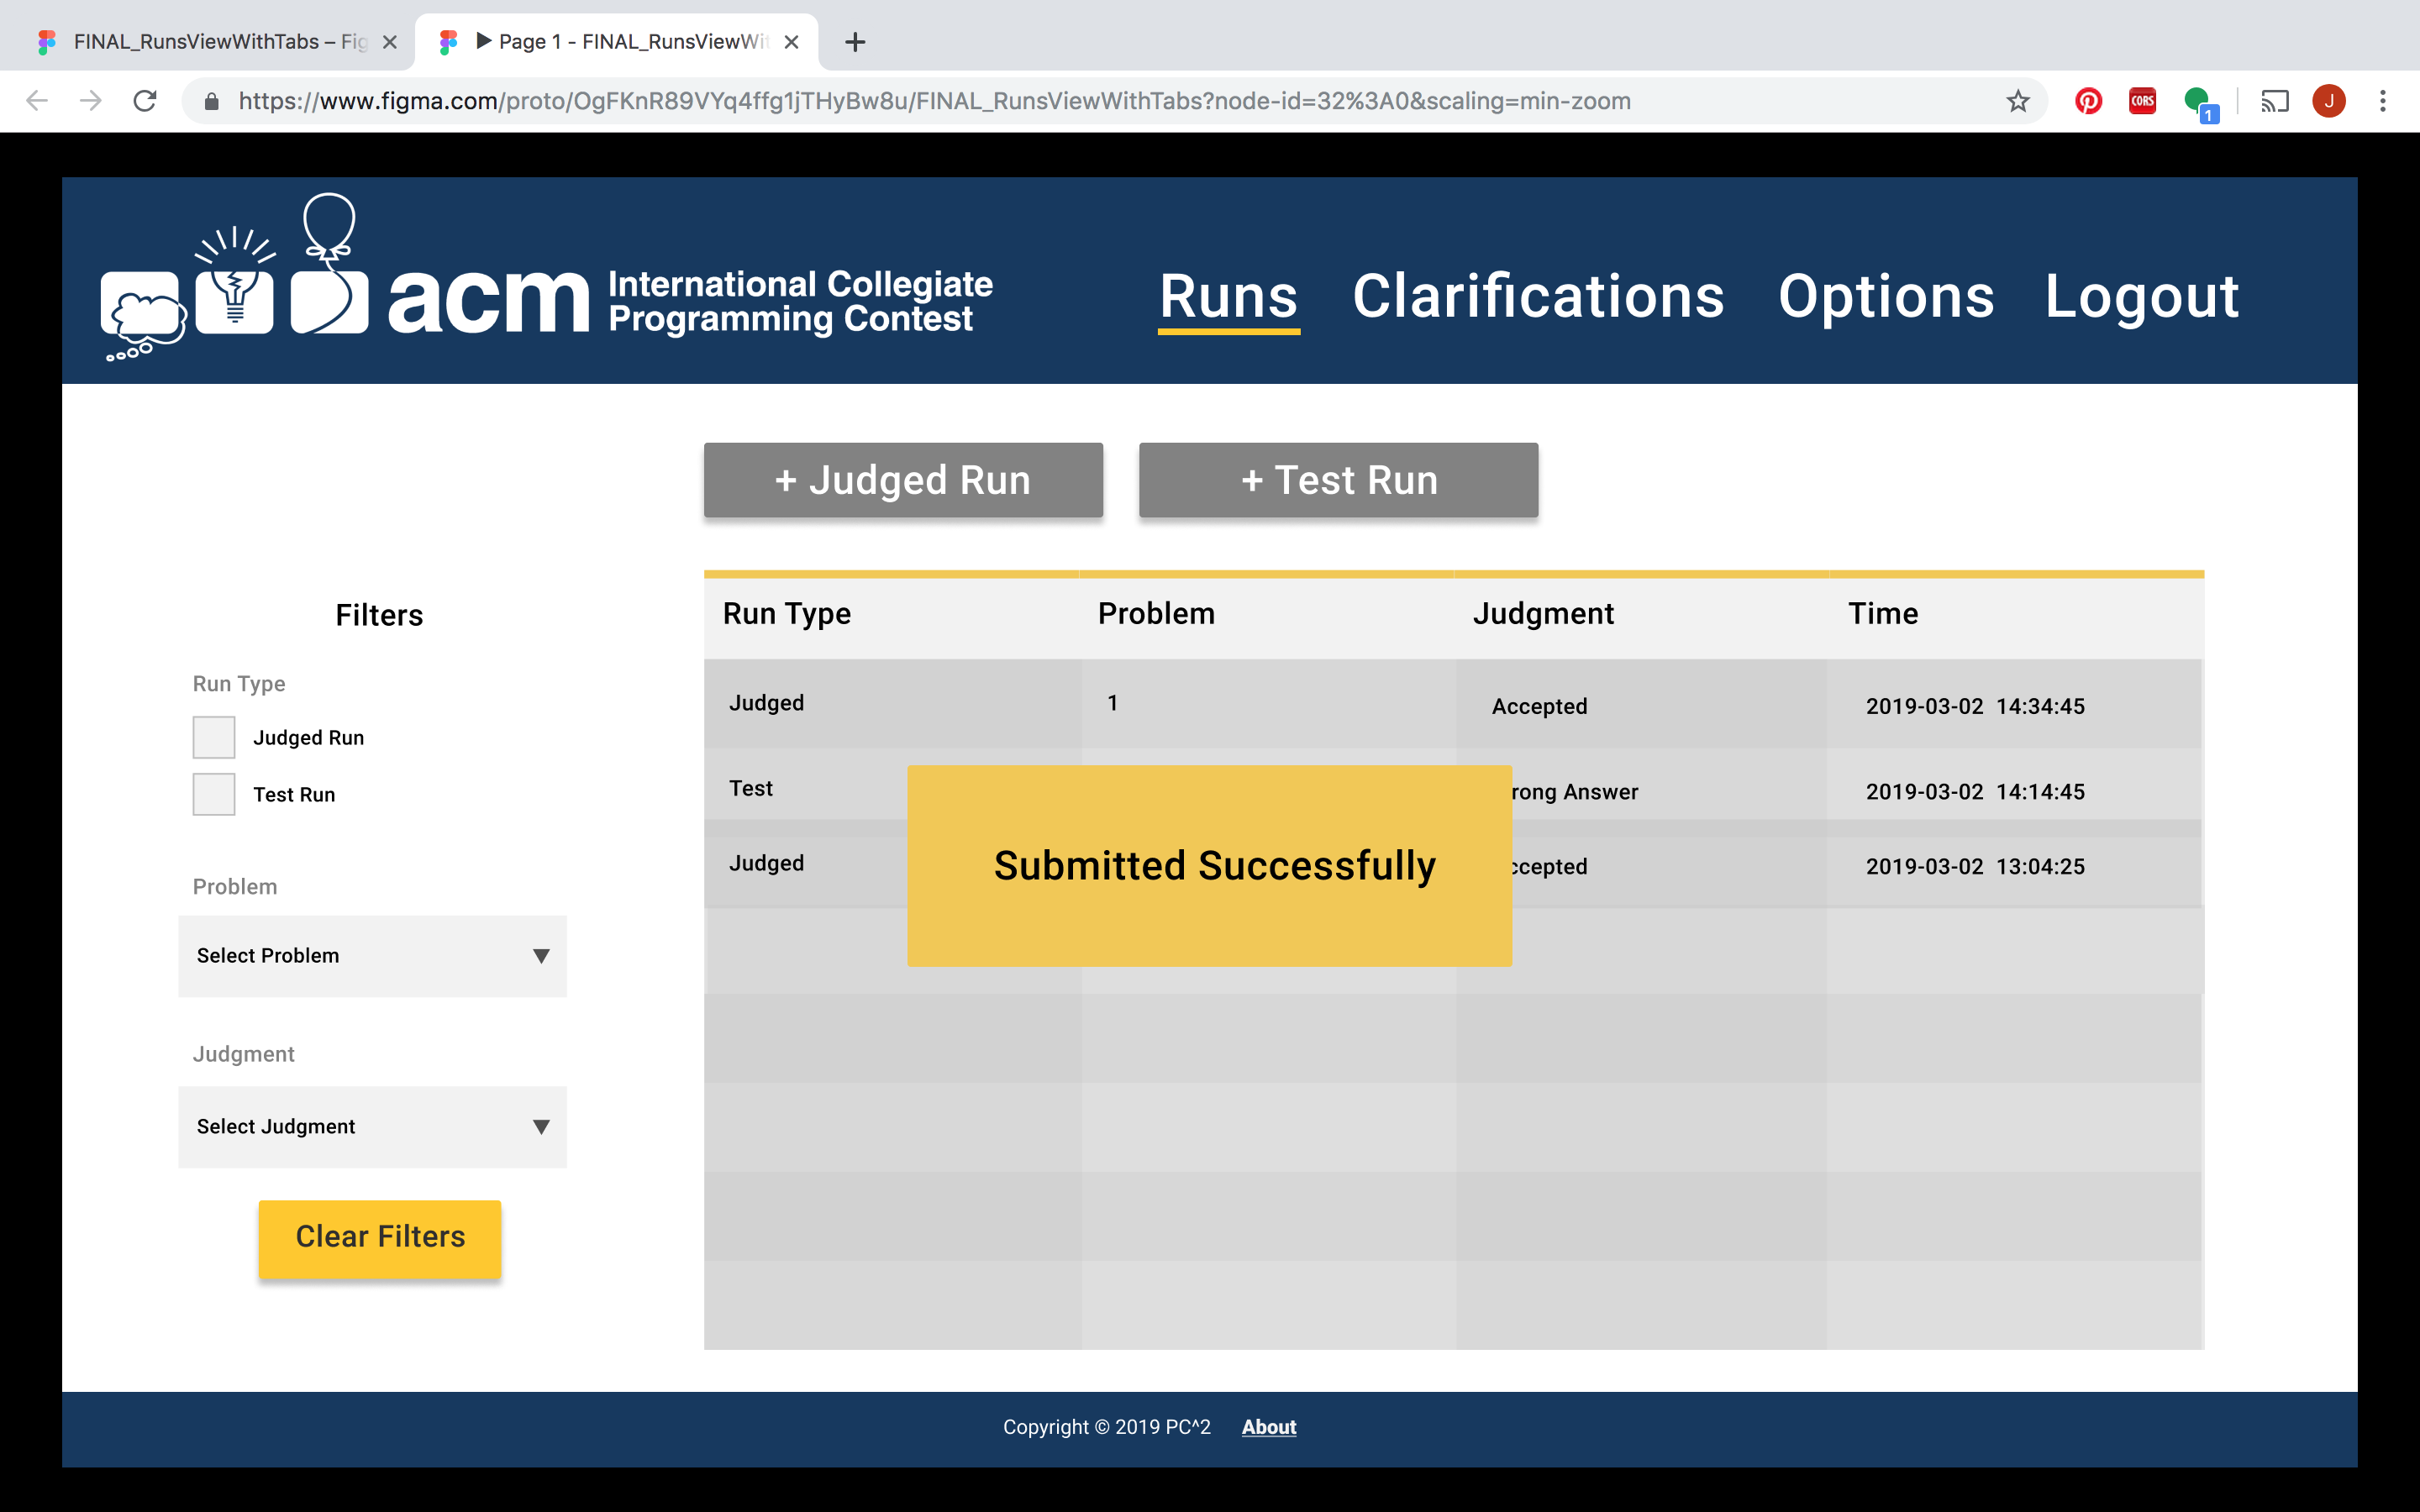 FINAL_RunsViewWithTabs – Fig
▶ Page 1 - FINAL_RunsViewWit
https://www.figma.com/proto/OgFKnR89VYq4ffg1jTHyBw8u/FINAL_RunsViewWithTabs?node-id=32%3A0&scaling=min-zoom
CORS
1
J
acm International Collegiate
Programming Contest
Runs Clarifications Options Logout
+ Judged Run + Test Run
Filters
Run Type
Judged Run
Test Run
Problem
Select Problem
Judgment
Select Judgment
Clear Filters
Run Type Problem Judgment Time
Judged 1 Accepted 2019-03-02 14:34:45
Test rong Answer 2019-03-02 14:14:45
Judged ccepted 2019-03-02 13:04:25
Submitted Successfully
Copyright © 2019 PC^2 About